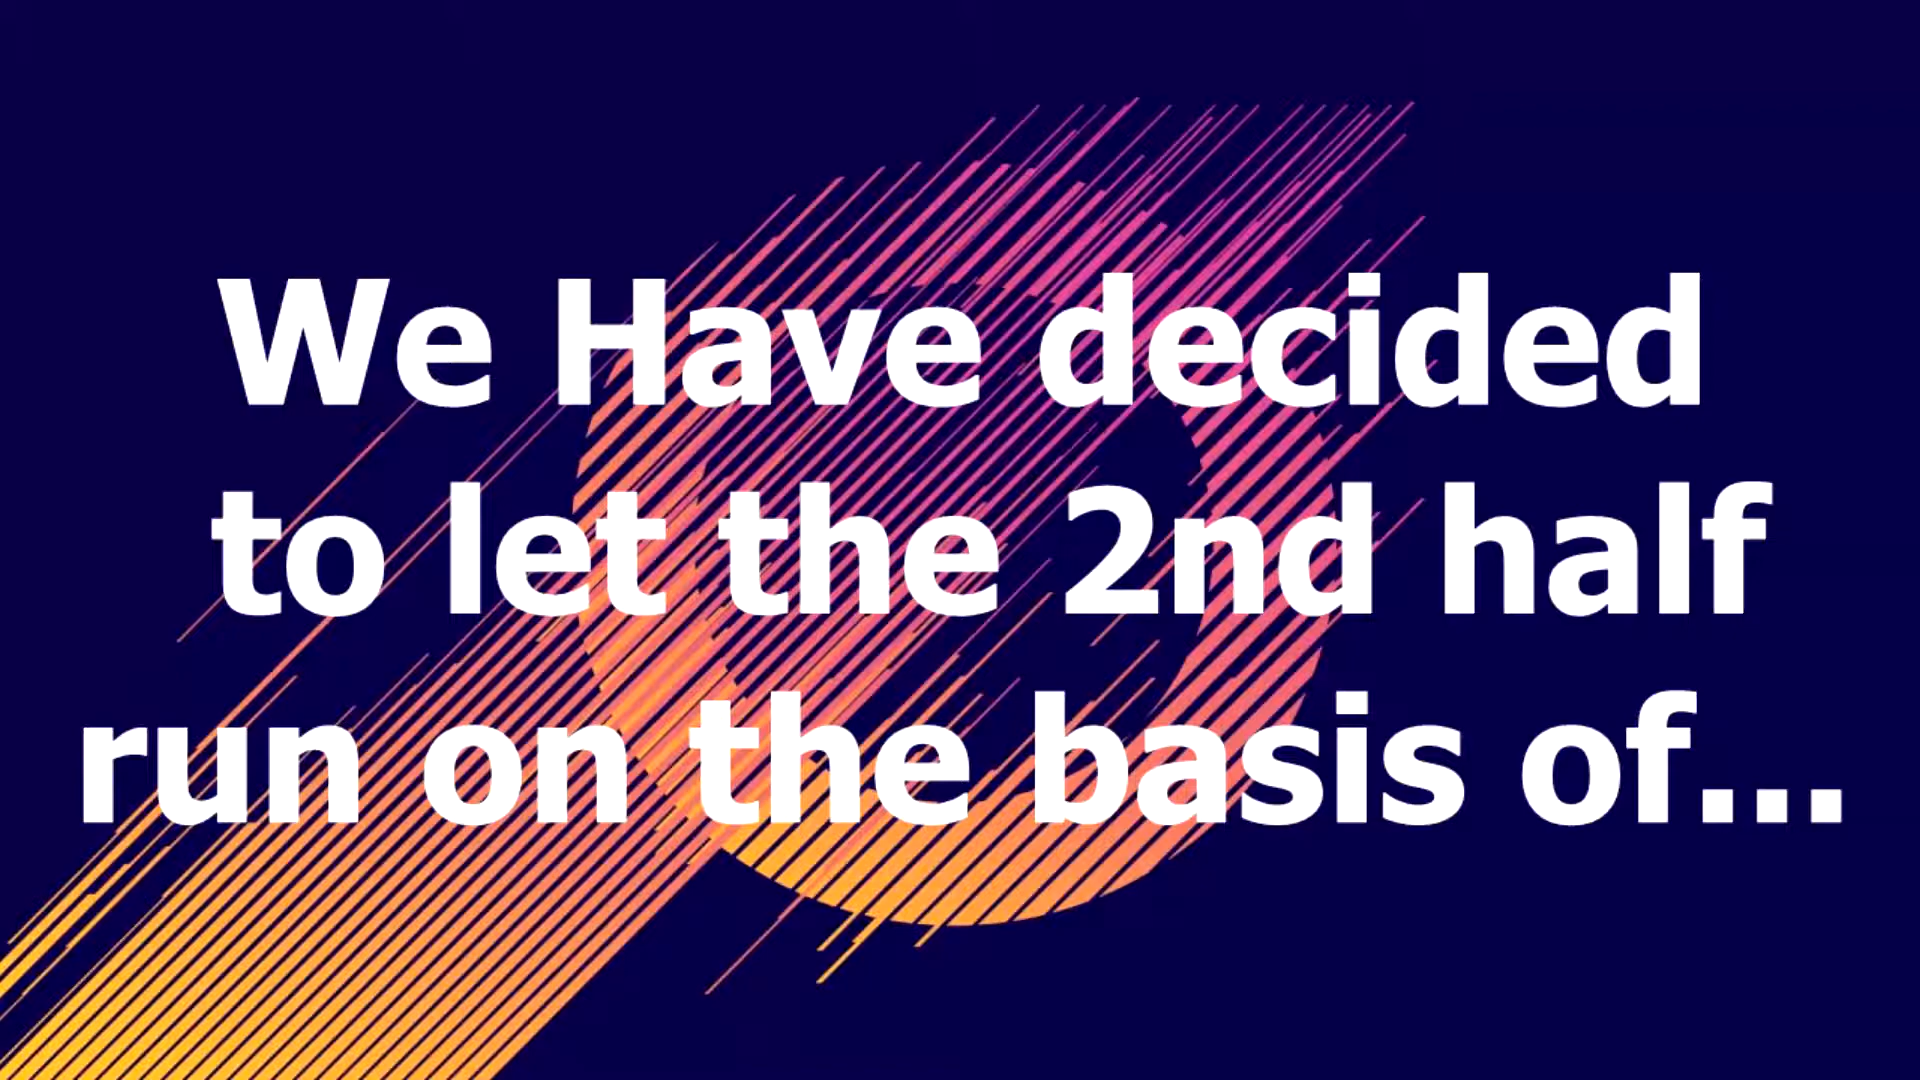 We Have decided
to let the 2nd half
run on the basis of...